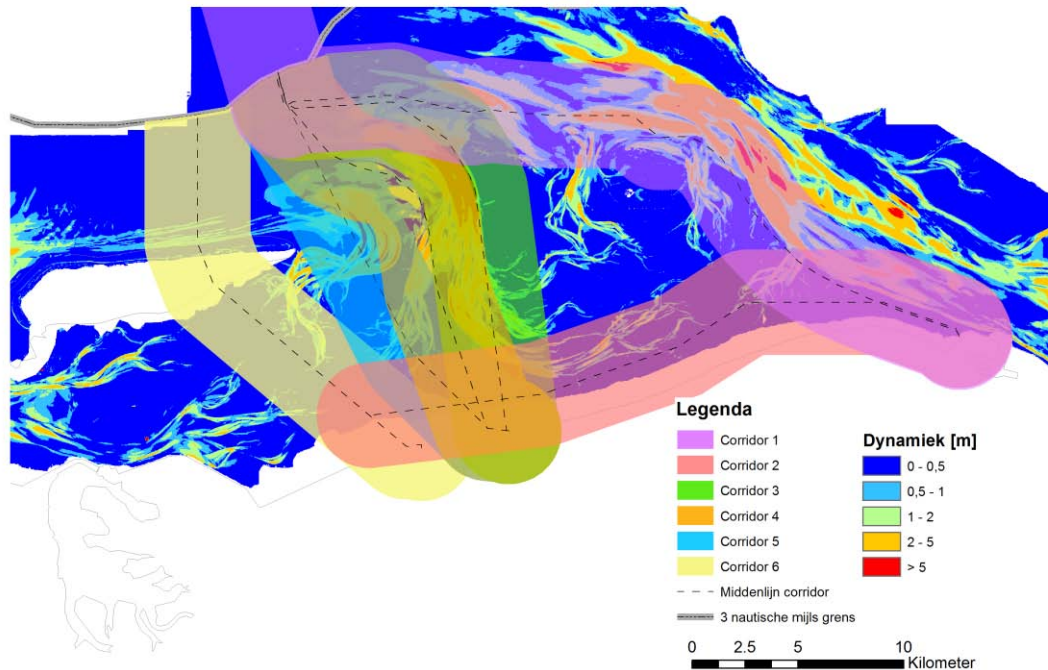 Legenda
Corridor 1
Corridor 2
Corridor 3
Corridor 4
Corridor 5
Corridor 6
Middenlijn corridor
3 nautische mijls grens
Dynamiek [m]
0 - 0,5
0,5 - 1
1 - 2
2 - 5
> 5
0 2.5 5 10
Kilometer